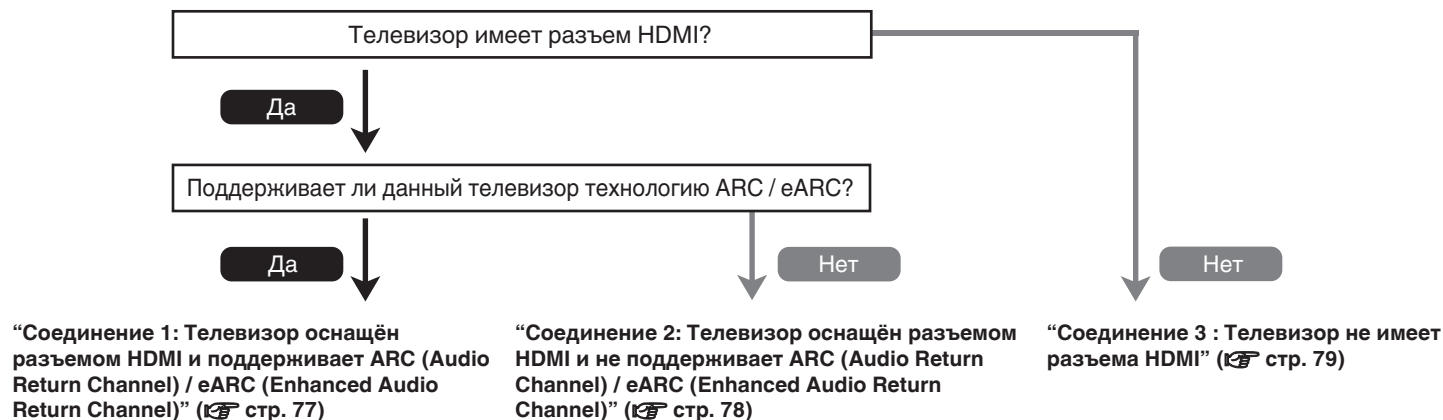 Телевизор имеет разъем HDMI?
Да
Поддерживает ли данный телевизор технологию ARC / eARC?
Да
Нет
Нет
“Соединение 1: Телевизор оснащён
разъемом HDMI и поддерживает ARC (Audio
Return Channel) / eARC (Enhanced Audio
Return Channel)” (☞ стр. 77)
“Соединение 2: Телевизор оснащён разъемом
HDMI и не поддерживает ARC (Audio Return
Channel) / eARC (Enhanced Audio Return
Channel)” (☞ стр. 78)
“Соединение 3 : Телевизор не имеет
разъема HDMI” (☞ стр. 79)